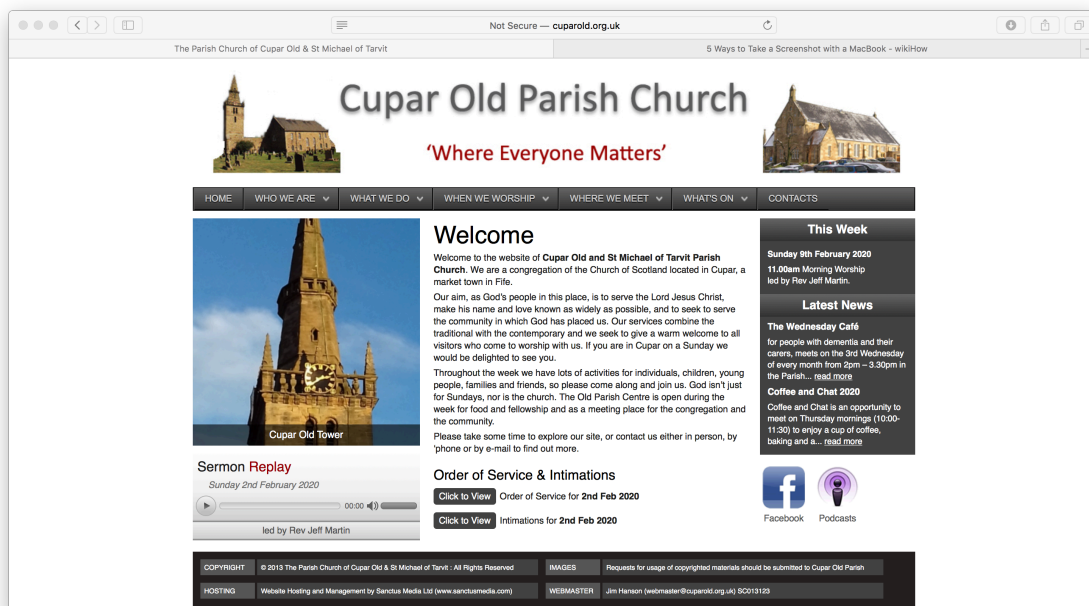 Not Secure — cuparold.org.uk
The Parish Church of Cupar Old & St Michael of Tarvit
5 Ways to Take a Screenshot with a MacBook - wikiHow
Cupar Old Parish Church
‘Where Everyone Matters’
HOME
WHO WE ARE
WHAT WE DO
WHEN WE WORSHIP
WHERE WE MEET
WHAT'S ON
CONTACTS
Cupar Old Tower
Sermon Replay
Sunday 2nd February 2020
00:00
led by Rev Jeff Martin
Welcome
Welcome to the website of Cupar Old and St Michael of Tarvit Parish
Church. We are a congregation of the Church of Scotland located in Cupar, a
market town in Fife.
Our aim, as God's people in this place, is to serve the Lord Jesus Christ,
make his name and love known as widely as possible, and to seek to serve
the community in which God has placed us. Our services combine the
traditional with the contemporary and we seek to give a warm welcome to all
visitors who come to worship with us. If you are in Cupar on a Sunday we
would be delighted to see you.
Throughout the week we have lots of activities for individuals, children, young
people, families and friends, so please come along and join us. God isn't just
for Sundays, nor is the church. The Old Parish Centre is open during the
week for food and fellowship and as a meeting place for the congregation and
the community.
Please take some time to explore our site, or contact us either in person, by
'phone or by e-mail to find out more.
Order of Service & Intimations
Click to View Order of Service for 2nd Feb 2020
Click to View Intimations for 2nd Feb 2020
This Week
Sunday 9th February 2020
11.00am Morning Worship
led by Rev Jeff Martin.
Latest News
The Wednesday Café
for people with dementia and their
carers, meets on the 3rd Wednesday
of every month from 2pm – 3.30pm in
the Parish... read more
Coffee and Chat 2020
Coffee and Chat is an opportunity to
meet on Thursday mornings (10:00-
11:30) to enjoy a cup of coffee,
baking and a... read more
Facebook
Podcasts
COPYRIGHT © 2013 The Parish Church of Cupar Old & St Michael of Tarvit : All Rights Reserved
IMAGES Requests for usage of copyrighted materials should be submitted to Cupar Old Parish
HOSTING Website Hosting and Management by Sanctus Media Ltd (www.sanctusmedia.com)
WEBMASTER Jim Hanson (webmaster@cuparold.org.uk) SC013123